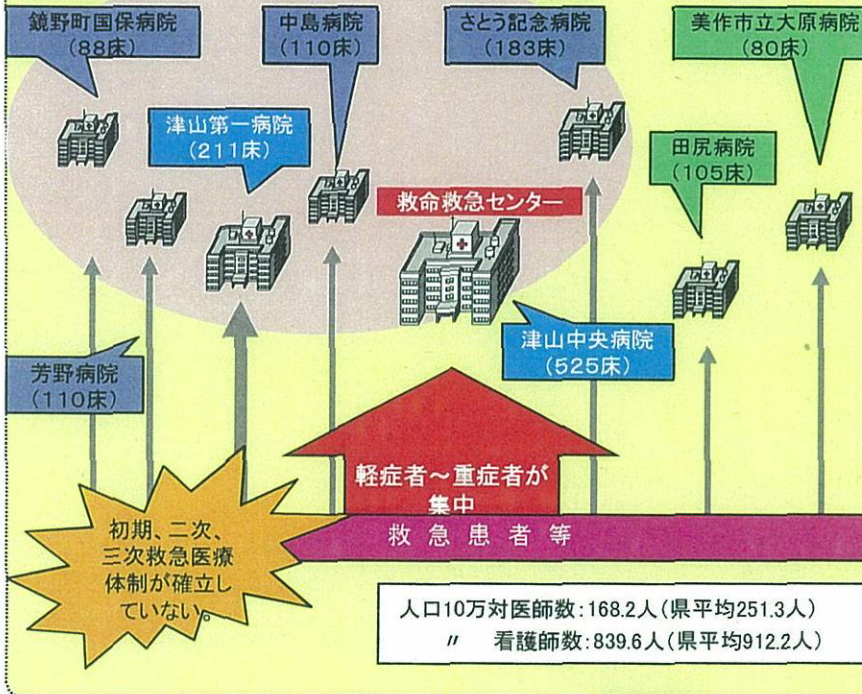 鏡野町国保病院
(88床)
中島病院
(110床)
さとう記念病院
(183床)
美作市立大原病院
(80床)
津山第一病院
(211床)
田尻病院
(105床)
救命救急センター
津山中央病院
(525床)
芳野病院
(110床)
軽症者～重症者が
集中
救急患者等
初期、二次、
三次救急医療
体制が確立し
ていない。
人口10万対医師数:168.2人(県平均251.3人)
〃 看護師数:839.6人(県平均912.2人)